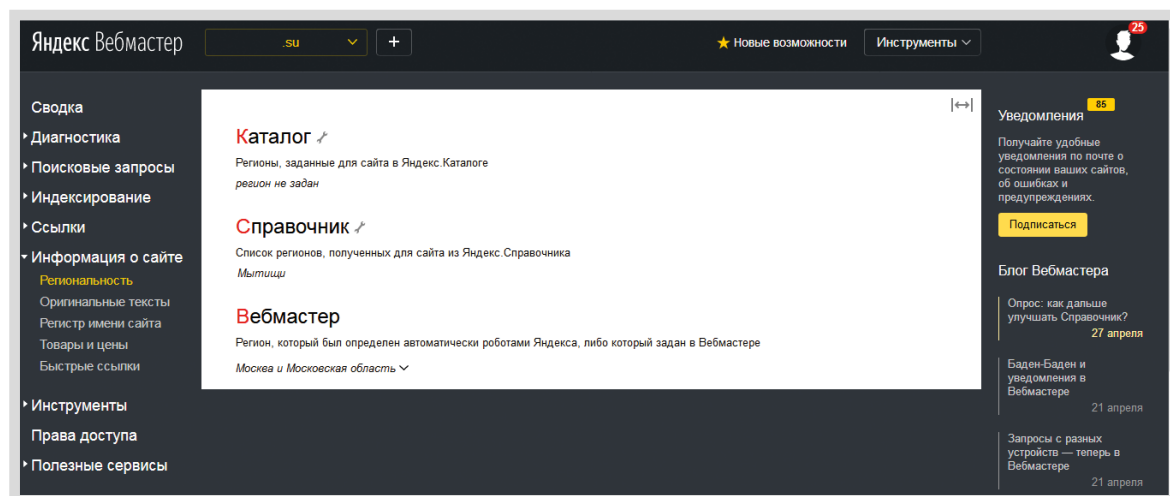 Яндекс Вебмастер
.su
+
Новые возможности
Инструменты
25
Сводка
Диагностика
Поисковые запросы
Индексирование
Ссылки
Информация о сайте
Региональность
Оригинальные тексты
Регистр имени сайта
Товары и цены
Быстрые ссылки
Инструменты
Права доступа
Полезные сервисы
Каталог
Регионы, заданные для сайта в Яндекс.Каталоге
регион не задан
Справочник
Список регионов, полученных для сайта из Яндекс.Справочника
Мытищи
Вебмастер
Регион, который был определен автоматически роботами Яндекса, либо который задан в Вебмастере
Москва и Московская область
Уведомления
85
Получайте удобные
уведомления по почте о
состоянии ваших сайтов,
об ошибках и
предупреждениях.
Подписаться
Блог Вебмастера
Опрос: как дальше
улучшать Справочник?
27 апреля
Баден-Баден и
уведомления в
Вебмастере
21 апреля
Запросы с разных
устройств — теперь в
Вебмастере
21 апреля